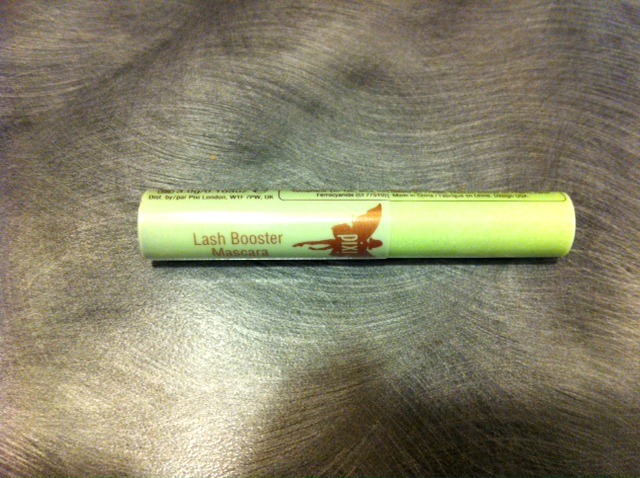 Dist. by/par Pixi London, W1F 7PW, UK
Ferrocyanide (CI 77510). Made in China / Fabriqué en Chine. Design USA.
Lash Booster
Mascara
PIXI